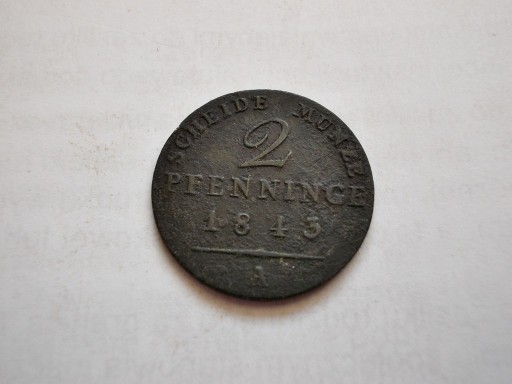 SCHEIDE MÜNZE
2
PFENNINGE
1843
A